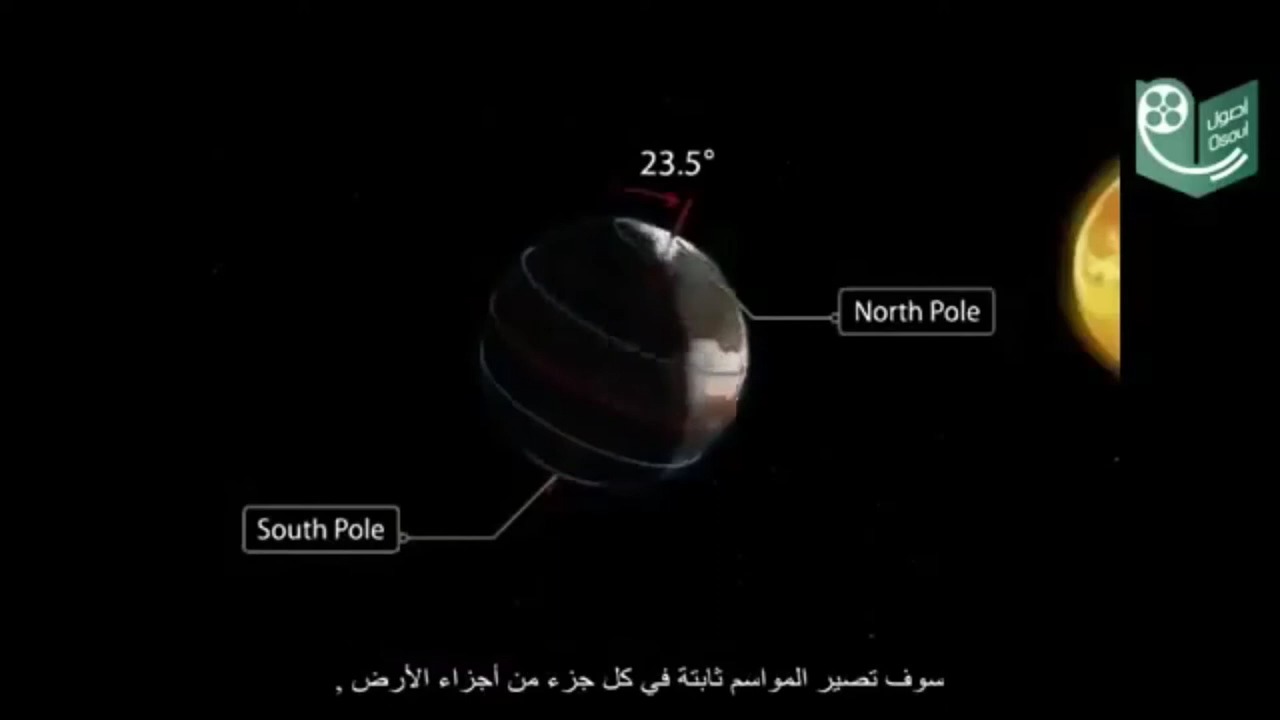 أصول
Osoul
23.5°
North Pole
South Pole
سوف تصير المواسم ثابتة في كل جزء من أجزاء الأرض ,